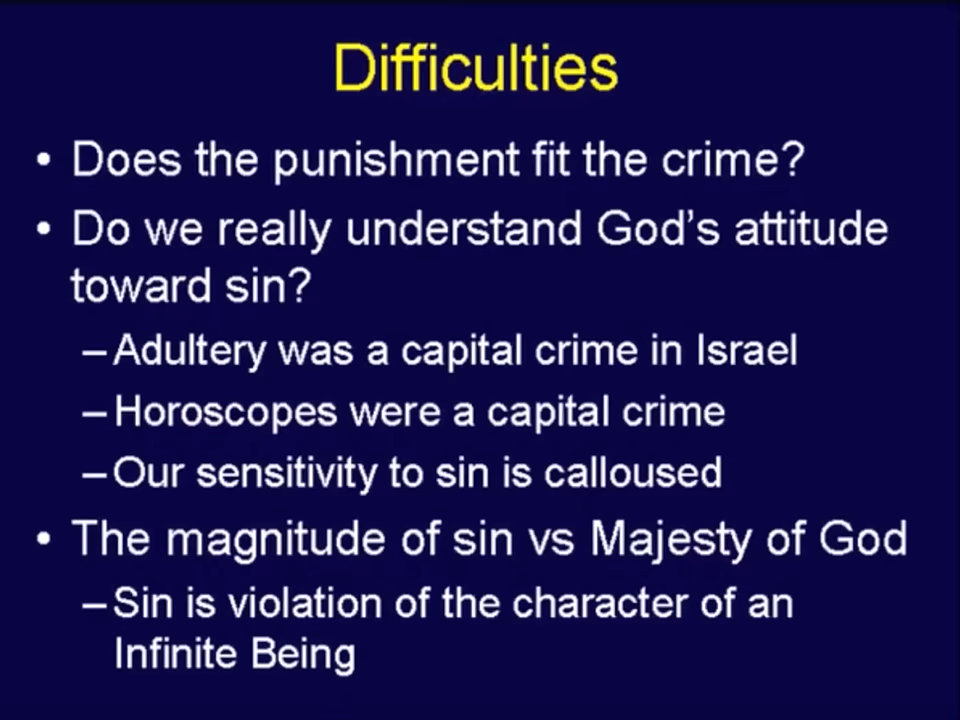 Difficulties
• Does the punishment fit the crime?
• Do we really understand God's attitude
toward sin?
– Adultery was a capital crime in Israel
– Horoscopes were a capital crime
– Our sensitivity to sin is calloused
• The magnitude of sin vs Majesty of God
– Sin is violation of the character of an
Infinite Being